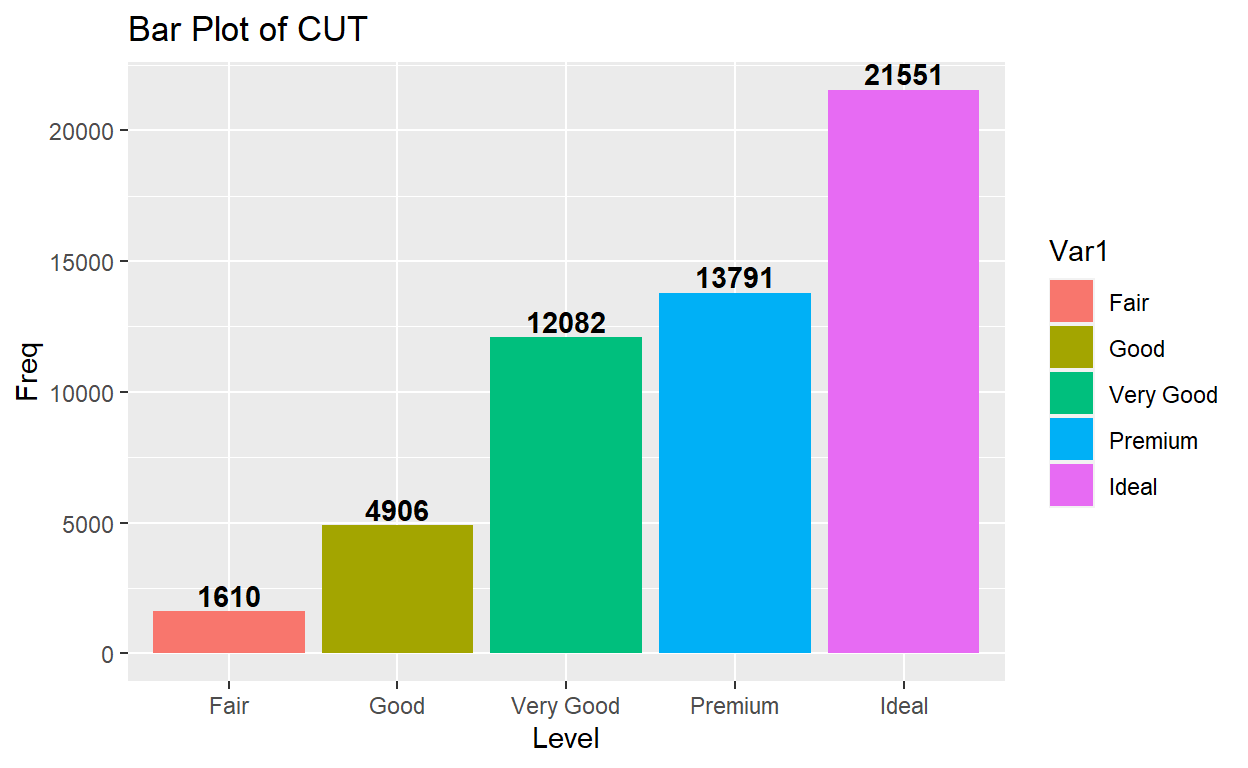 Bar Plot of CUT
Freq
20000
15000
10000
5000
0
1610
4906
12082
13791
21551
Fair
Good
Very Good
Premium
Ideal
Level
Var1
Fair
Good
Very Good
Premium
Ideal